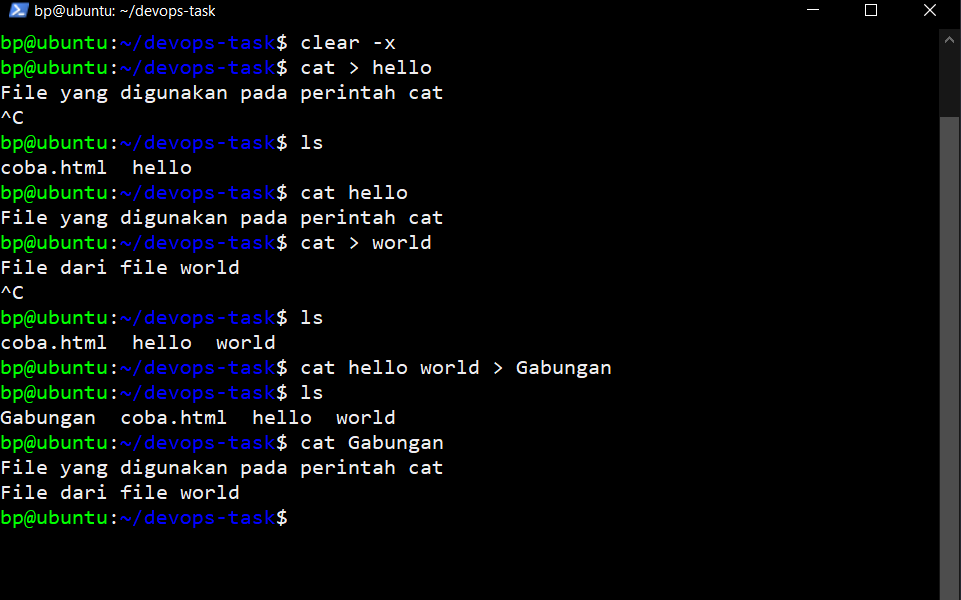 bp@ubuntu: ~/devops-task
bp@ubuntu:~/devops-task$ clear -x
bp@ubuntu:~/devops-task$ cat > hello
File yang digunakan pada perintah cat
^C
bp@ubuntu:~/devops-task$ ls
coba.html  hello
bp@ubuntu:~/devops-task$ cat hello
File yang digunakan pada perintah cat
bp@ubuntu:~/devops-task$ cat > world
File dari file world
^C
bp@ubuntu:~/devops-task$ ls
coba.html  hello  world
bp@ubuntu:~/devops-task$ cat hello world > Gabungan
bp@ubuntu:~/devops-task$ ls
Gabungan  coba.html  hello  world
bp@ubuntu:~/devops-task$ cat Gabungan
File yang digunakan pada perintah cat
File dari file world
bp@ubuntu:~/devops-task$